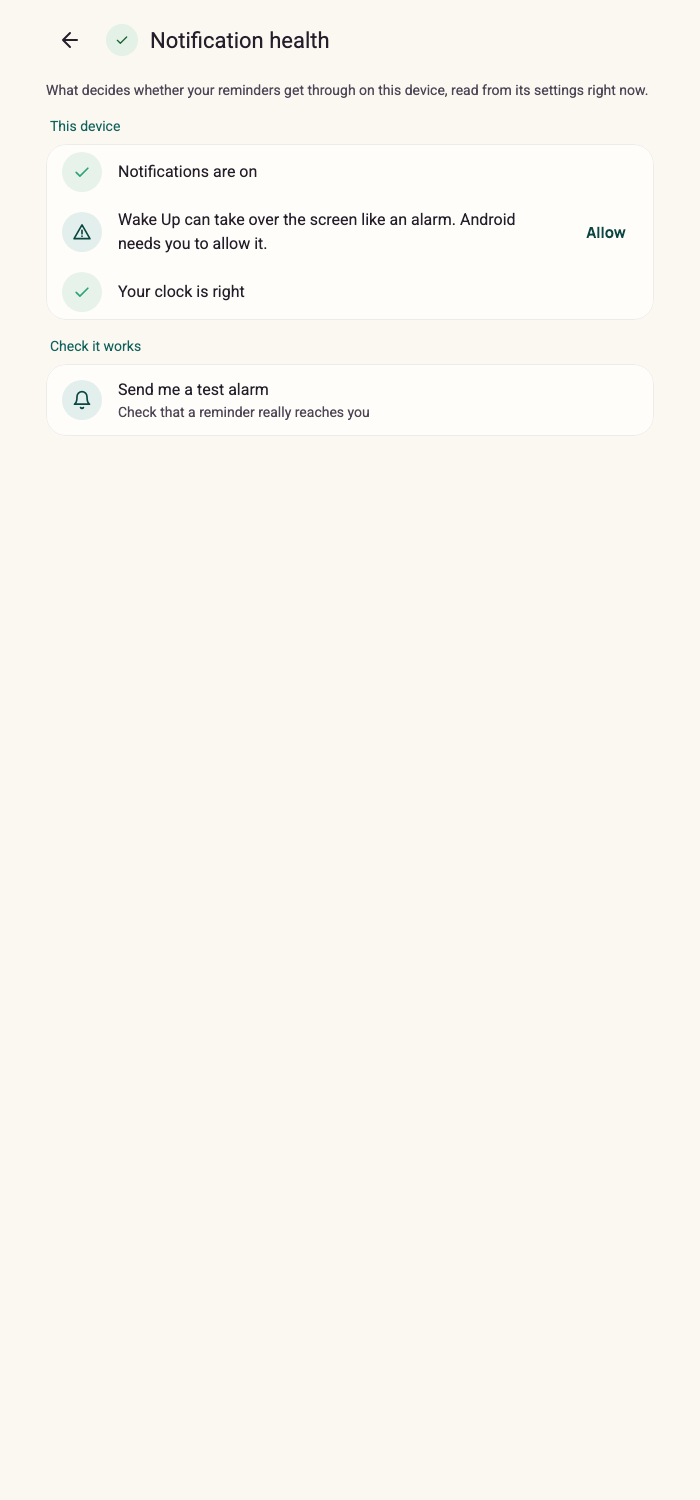 Notification health
What decides whether your reminders get through on this device, read from its settings right now.
This device
Notifications are on
Wake Up can take over the screen like an alarm. Android
needs you to allow it.
Allow
Your clock is right
Check it works
Send me a test alarm
Check that a reminder really reaches you